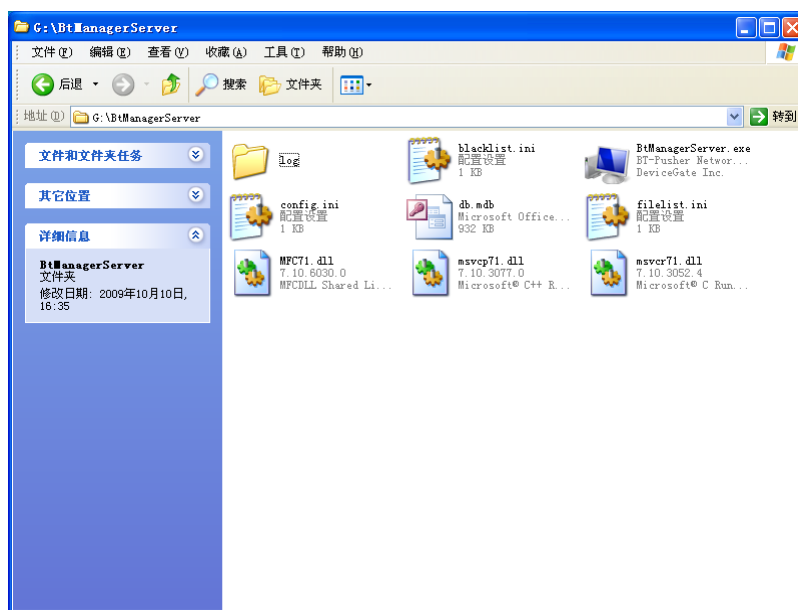 G:\BtManagerServer
文件(F) 编辑(E) 查看(V) 收藏(A) 工具(T) 帮助(H)
后退 搜索 文件夹
地址(D) G:\BtManagerServer 转到
文件和文件夹任务
其它位置
详细信息
BtManagerServer
文件夹
修改日期: 2009年10月10日,
16:35
log
blacklist.ini
配置设置
1 KB
BtManagerServer.exe
BT-Pusher Networ...
DeviceGate Inc.
config.ini
配置设置
1 KB
db.mdb
Microsoft Office...
932 KB
filelist.ini
配置设置
1 KB
MFC71.dll
7.10.6030.0
MFCDLL Shared Li...
msvcp71.dll
7.10.3077.0
Microsoft® C++ R...
msvcr71.dll
7.10.3052.4
Microsoft® C Run...